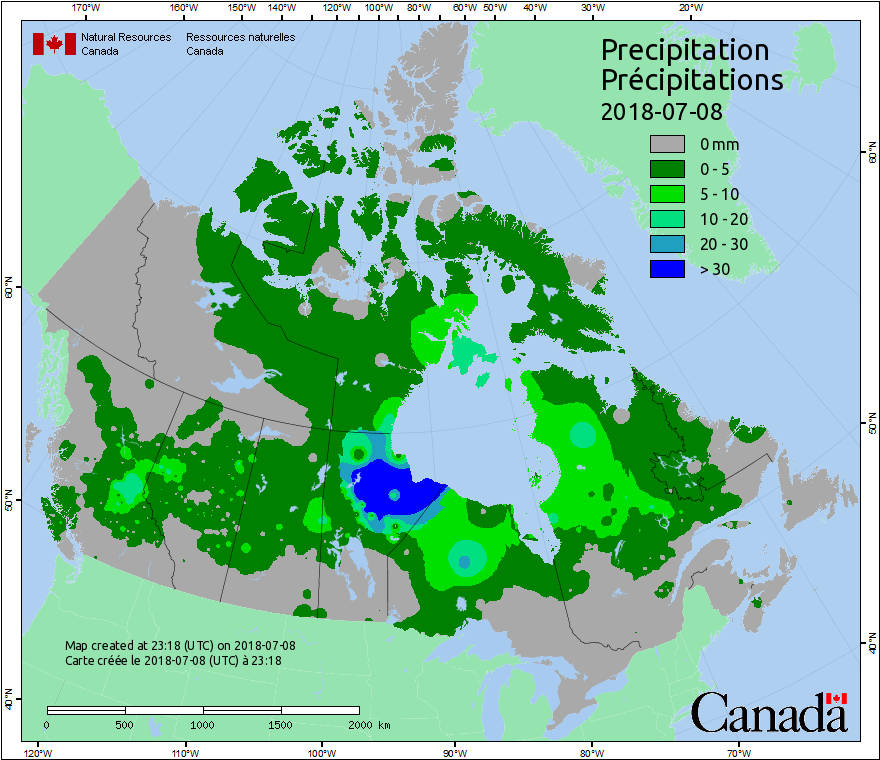 170°W 160°W 150°W 140°W 130°W 120°W 110°W 100°W 90°W 80°W 60°W 50°W 40°W 30°W 20°W
Natural Resources Canada
Ressources naturelles Canada
Precipitation
Précipitations
2018-07-08
0 mm
0 - 5
5 - 10
10 - 20
20 - 30
> 30
60°N
50°N
40°N
60°N
50°N
40°N
Map created at 23:18 (UTC) on 2018-07-08
Carte créée le 2018-07-08 (UTC) à 23:18
0 500 1000 1500 2000 km
Canada
120°W 110°W 100°W 90°W 80°W 70°W